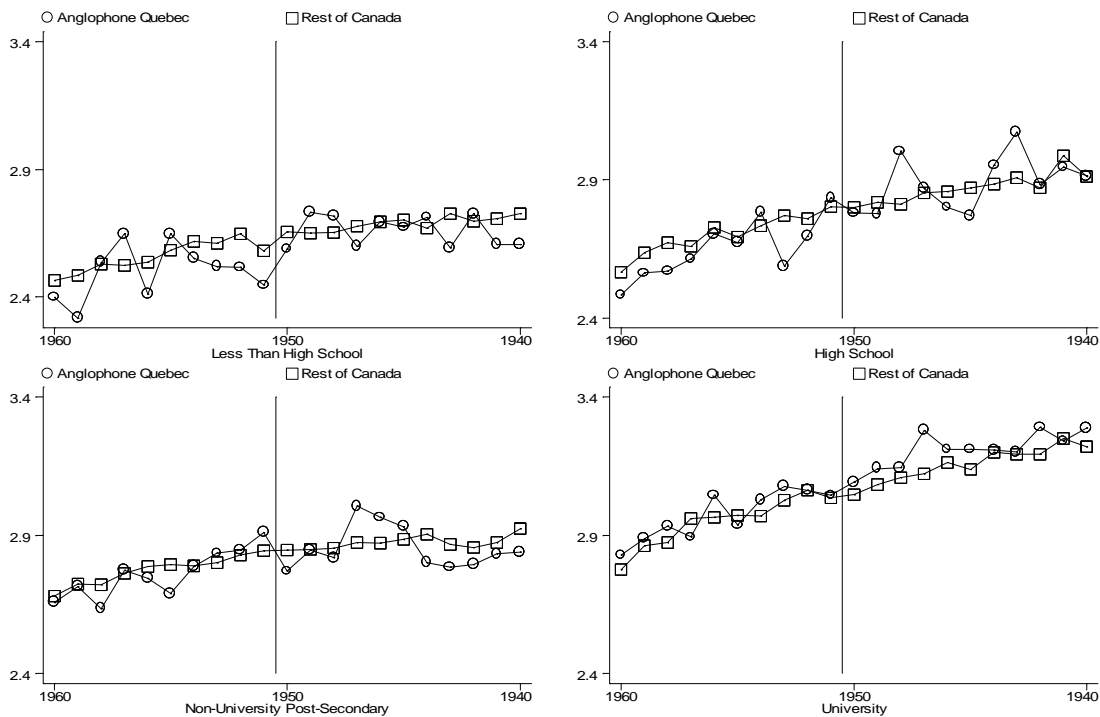 Anglophone Quebec Rest of Canada
3.4
2.9
2.4
1960 1950 1940
Less Than High School
Anglophone Quebec Rest of Canada
3.4
2.9
2.4
1960 1950 1940
High School
Anglophone Quebec Rest of Canada
3.4
2.9
2.4
1960 1950 1940
Non-University Post-Secondary
Anglophone Quebec Rest of Canada
3.4
2.9
2.4
1960 1950 1940
University